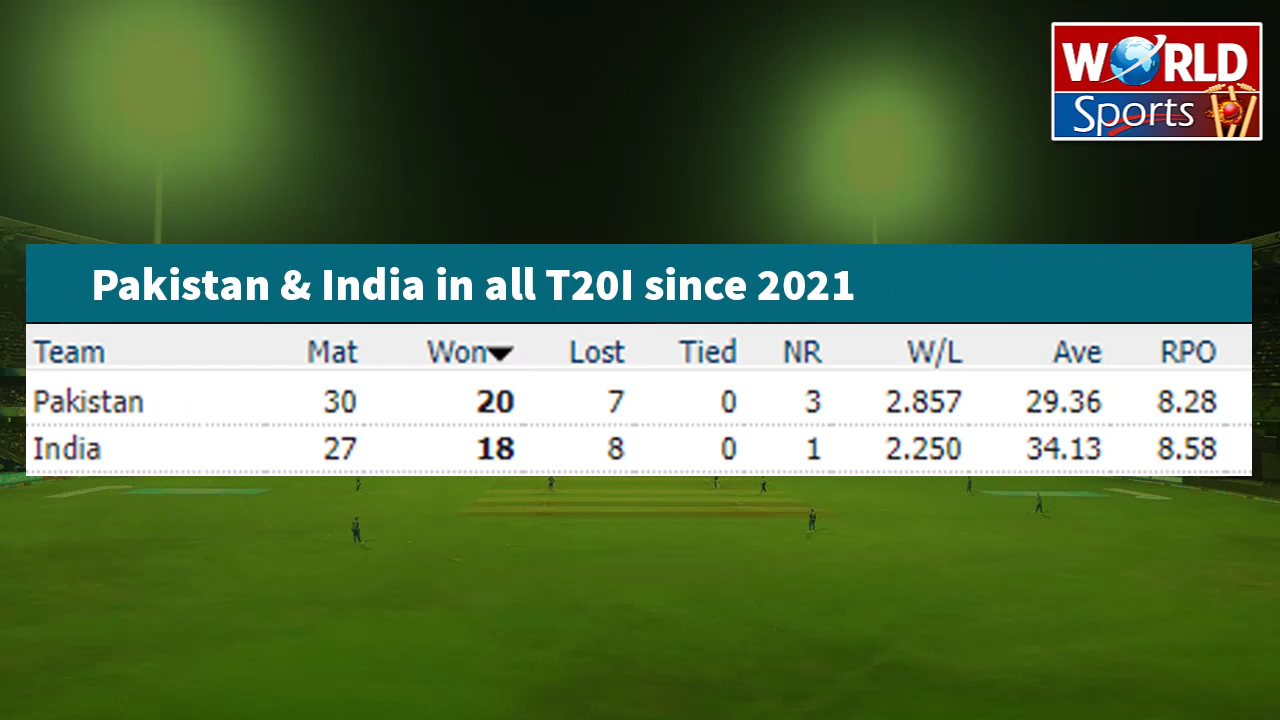 WORLD
Sports
Pakistan & India in all T20I since 2021
Team Mat Won Lost Tied NR W/L Ave RPO
Pakistan 30 20 7 0 3 2.857 29.36 8.28
India 27 18 8 0 1 2.250 34.13 8.58